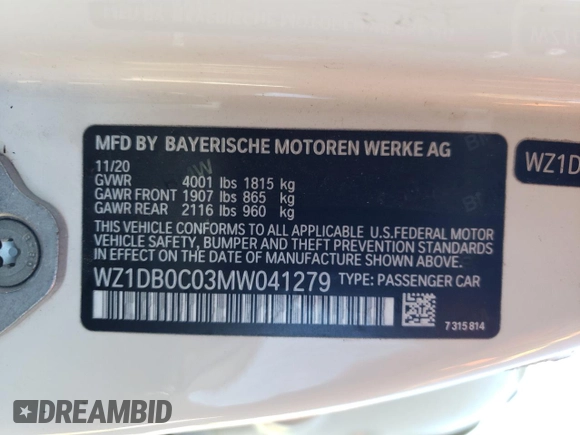 MFD BY BAYERISCHE MOTOREN WERKE AG
11/20
GVWR 4001 lbs 1815 kg
GAWR FRONT 1907 lbs 865 kg
GAWR REAR 2116 lbs 960 kg
THIS VEHICLE CONFORMS TO ALL APPLICABLE U.S.FEDERAL MOTOR
VEHICLE SAFETY, BUMPER AND THEFT PREVENTION STANDARDS
IN EFFECT ON THE DATE OF MANUFACTURE SHOWN ABOVE.
WZ1DB0C03MW041279 TYPE: PASSENGER CAR
7315814
WZ1D
DREAMBID